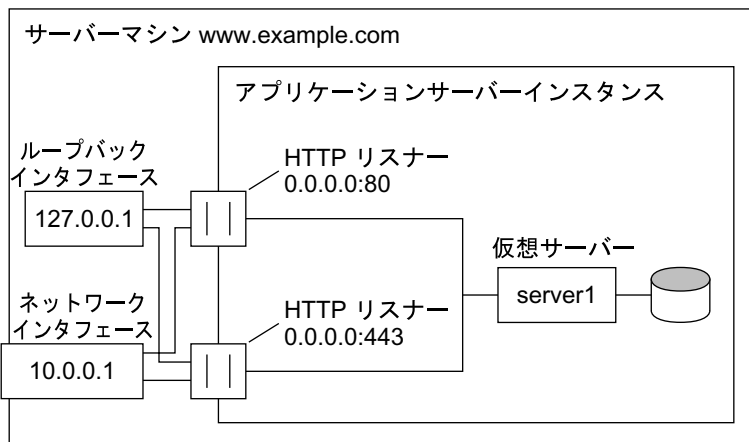 サーバーマシン www.example.com
アプリケーションサーバーインスタンス
ループバック
インタフェース
127.0.0.1
HTTP リスナー
0.0.0.0:80
仮想サーバー
server1
ネットワーク
インタフェース
10.0.0.1
HTTP リスナー
0.0.0.0:443